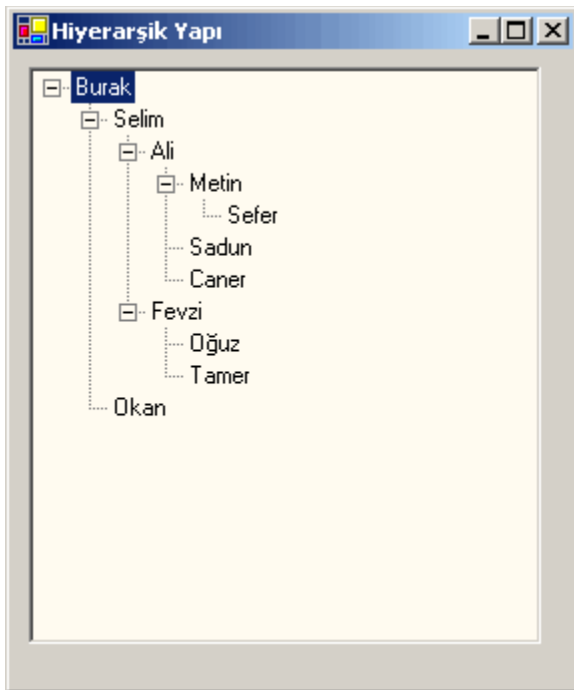 Hiyerarşik Yapı
Burak
Selim
Ali
Metin
Sefer
Sadun
Caner
Fevzi
Oğuz
Tamer
Okan